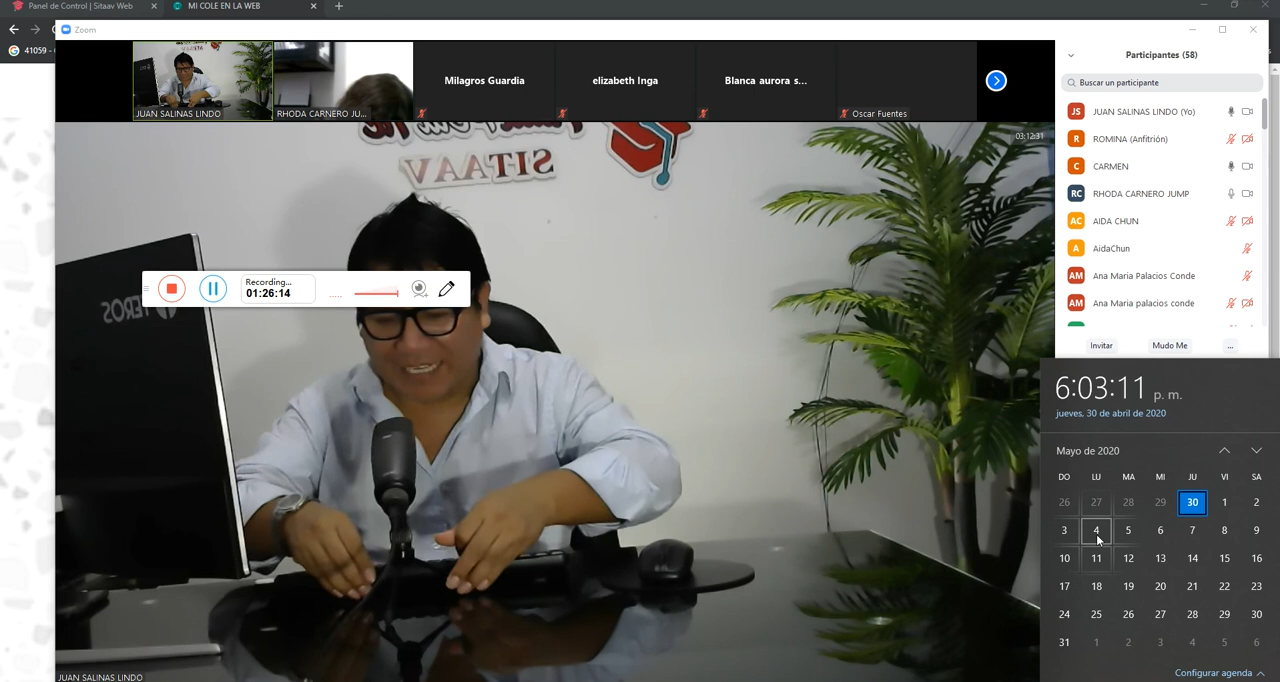 Panel de Control | Sitaav Web
MI COLE EN LA WEB
41059 -
Zoom
JUAN SALINAS LINDO
RHODA CARNERO JU...
Milagros Guardia
elizabeth Inga
Blanca aurora s...
Oscar Fuentes
03:12:31
SITAAV
TEROS
Recording...
01:26:14
JUAN SALINAS LINDO
Participantes (58)
Buscar un participante
JS JUAN SALINAS LINDO (Yo)
R ROMINA (Anfitrión)
C CARMEN
RC RHODA CARNERO JUMP
AC AIDA CHUN
A AidaChun
AM Ana Maria Palacios Conde
AM Ana Maria palacios conde
Invitar Mudo Me ...
6:03:11 p. m.
jueves, 30 de abril de 2020
Mayo de 2020
DO LU MA MI JU VI SA
26 27 28 29 30 1 2
3 4 5 6 7 8 9
10 11 12 13 14 15 16
17 18 19 20 21 22 23
24 25 26 27 28 29 30
31 1 2 3 4 5 6
Configurar agenda